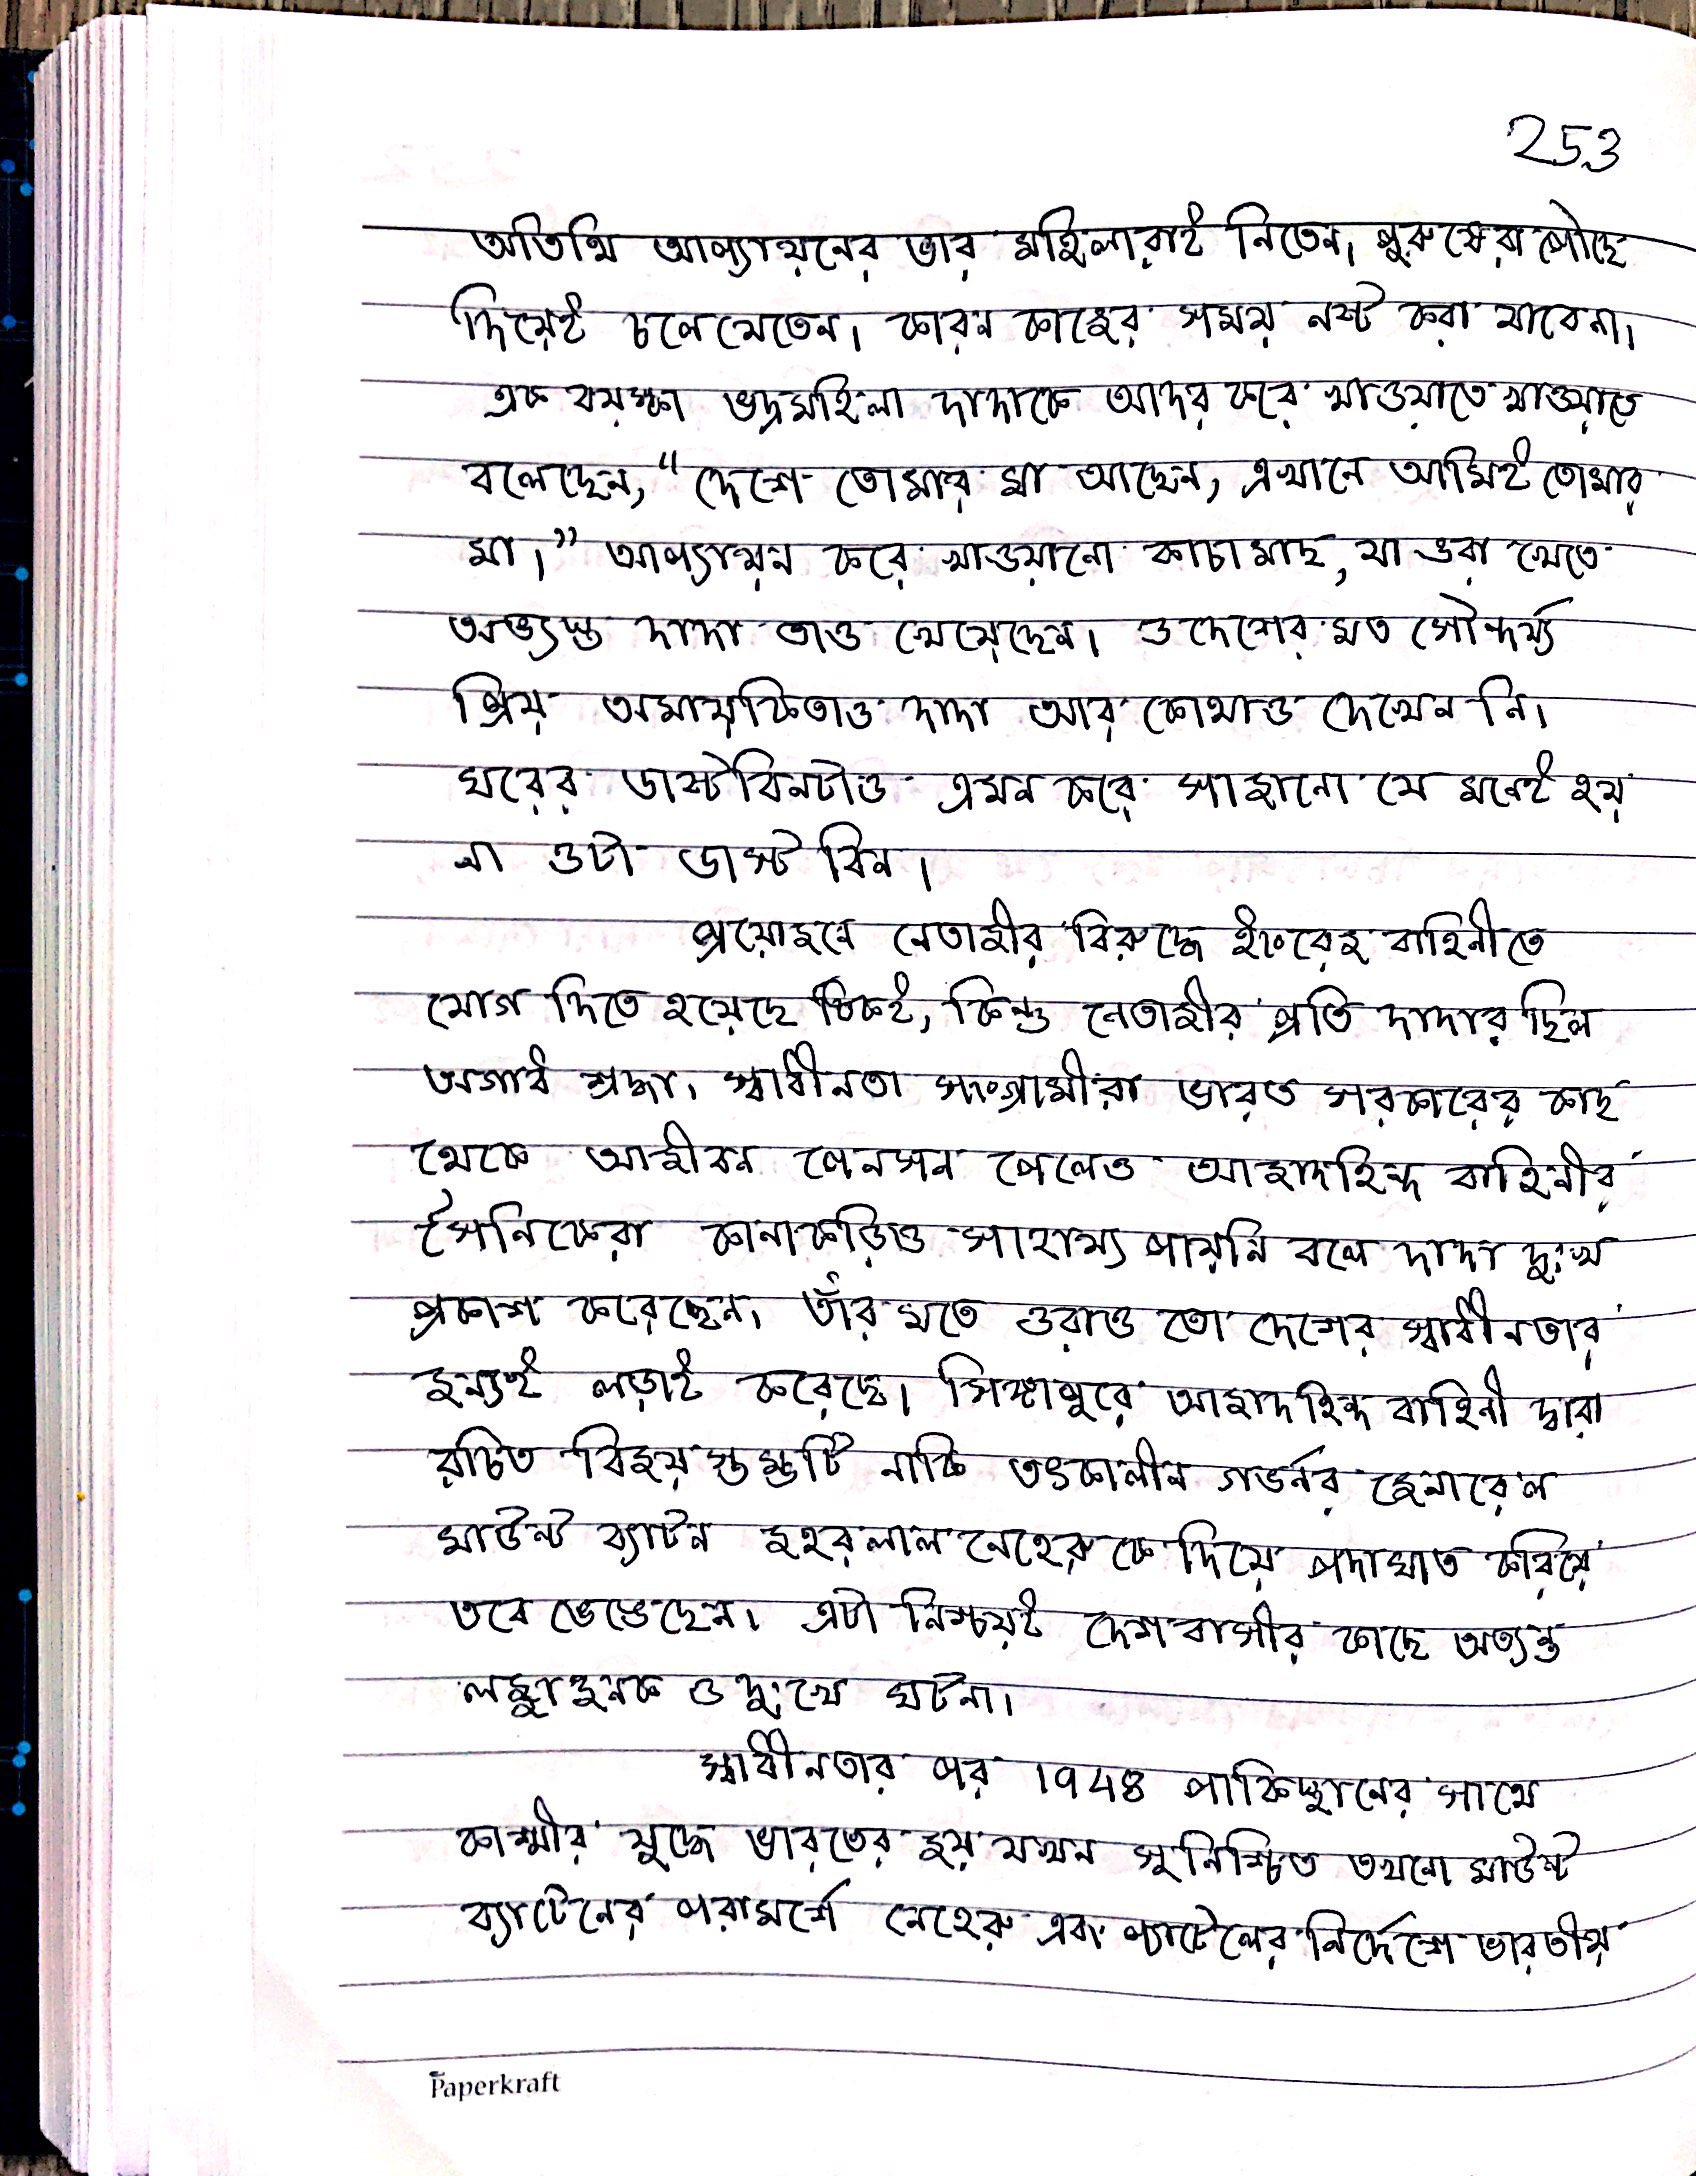 253
অতিথি আপ্যায়নের ভার মহিলারাই নিতেন। পুরুষেরা পৌছে
দিয়েই চলে যেতেন। কারন কাজের সময় নষ্ট করা যাবেনা।
এক বয়স্কা ভদ্রমহিলা দাদাকে আদর করে খাওয়াতে খাওয়াতে
বলেছেন, “দেশে তোমার মা আছেন, এখানে আমিই তোমার
মা।” আপ্যায়ন করে খাওয়ানো কাচামাছ, যা ওরা খেতে
অভ্যস্ত দাদা তাও খেয়েছেন। ওদেশের মত সৌন্দর্য্য
প্রিয় অমায়কিতাও দাদা আর কোথাও দেখেন নি।
ঘরের ডাস্টবিনটাও এমন করে সাজানো যে মনেই হয়
না ওটা ডাস্ট বিন।
প্রয়োজনে নেতাজীর বিরুদ্ধে ইংরেজ বাহিনীতে
যোগ দিতে হয়েছে ঠিকই, কিন্তু নেতাজীর প্রতি দাদার ছিল
অগাধ শ্রদ্ধা। স্বাধীনতা সংগ্রামীরা ভারত সরকারের কাছ
থেকে আজীবন পেনসন পেলেও আজাদহিন্দ বাহিনীর
সৈনিকেরা কানাকড়িও সাহায্য পায়নি বলে দাদা দুঃখ
প্রকাশ করেছেন। তাঁর মতে ওরাও তো দেশের স্বাধীনতার
জন্যই লড়াই করেছে। সিঙ্গাপুরে আজাদহিন্দ বাহিনী দ্বারা
রচিত বিজয় স্তম্ভটি নাকি তৎকালীন গভর্নর জেনারেল
মাউন্ট ব্যাটন জহরলাল নেহেরু কে দিয়ে পদাঘাত করিয়ে
তবে ভেঙেছেন। এটা নিশ্চয়ই দেশ বাসীর কাছে অত্যন্ত
লজ্জাজনক ও দুঃখে ঘটনা।
স্বাধীনতার পর 1948 পাকিস্থানের সাথে
কাশ্মীর যুদ্ধে ভারতের জয় যখন সুনিশ্চিত তখনো মাউন্ট
ব্যাটেনের পরামর্শে নেহেরু এবং প্যাটেলের নির্দেশে ভারতীয়
Paperkraft